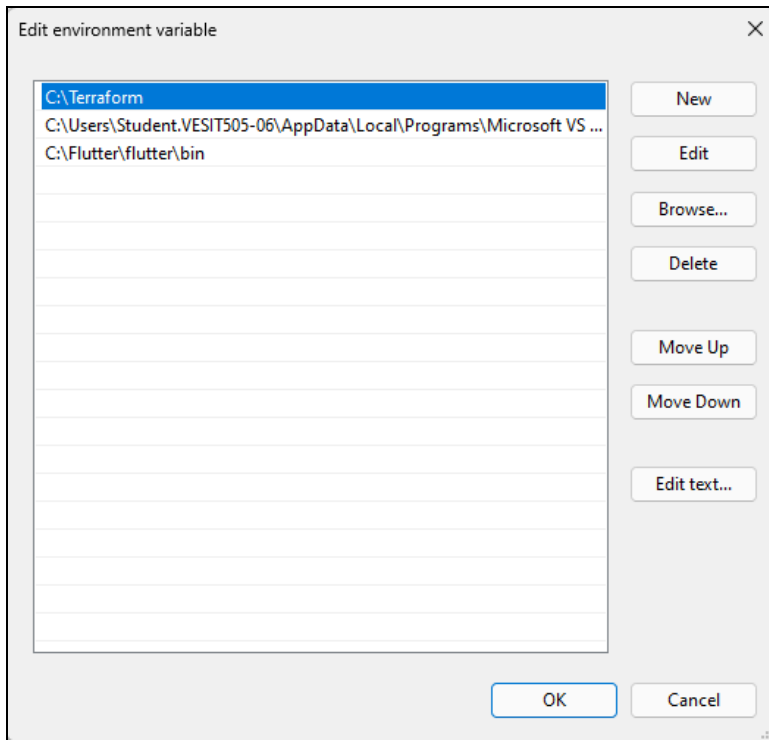 Edit environment variable
C:\Terraform
C:\Users\Student.VESIT505-06\AppData\Local\Programs\Microsoft VS ...
C:\Flutter\flutter\bin
New
Edit
Browse...
Delete
Move Up
Move Down
Edit text...
OK
Cancel